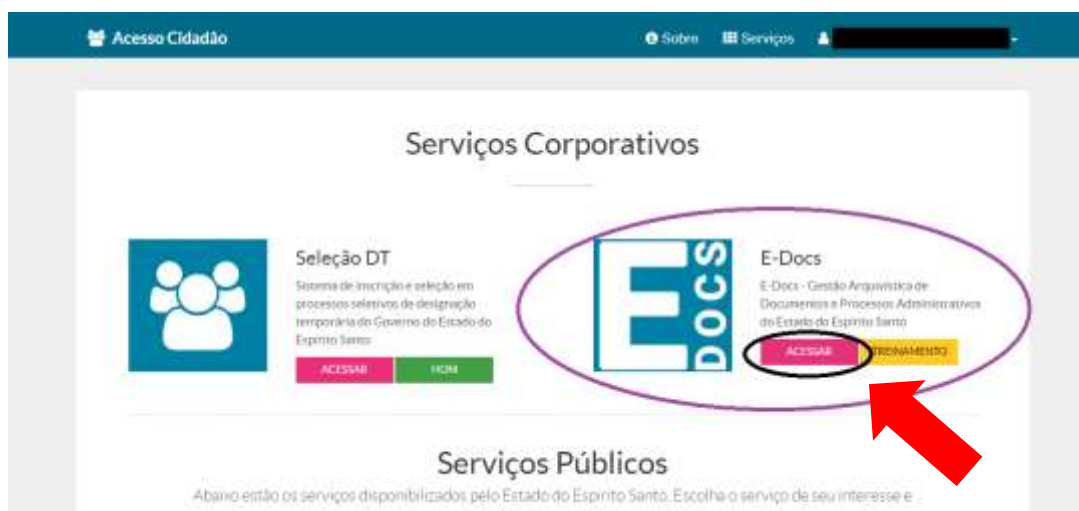 Acesso Cidadão
Sobre
Serviços
Serviços Corporativos
Seleção DT
Sistema de inscrição e seleção em
processos seletivos de designação
temporária do Governo do Estado do
Espírito Santo
ACESSAR
HOM
E
DOCS
E-Docs
E-Docs - Gestão Arquivística de
Documentos e Processos Administrativos
do Estado do Espírito Santo
ACESSAR
TREINAMENTO
Serviços Públicos
Abaixo estão os serviços disponibilizados pelo Estado do Espírito Santo. Escolha o serviço de seu interesse e